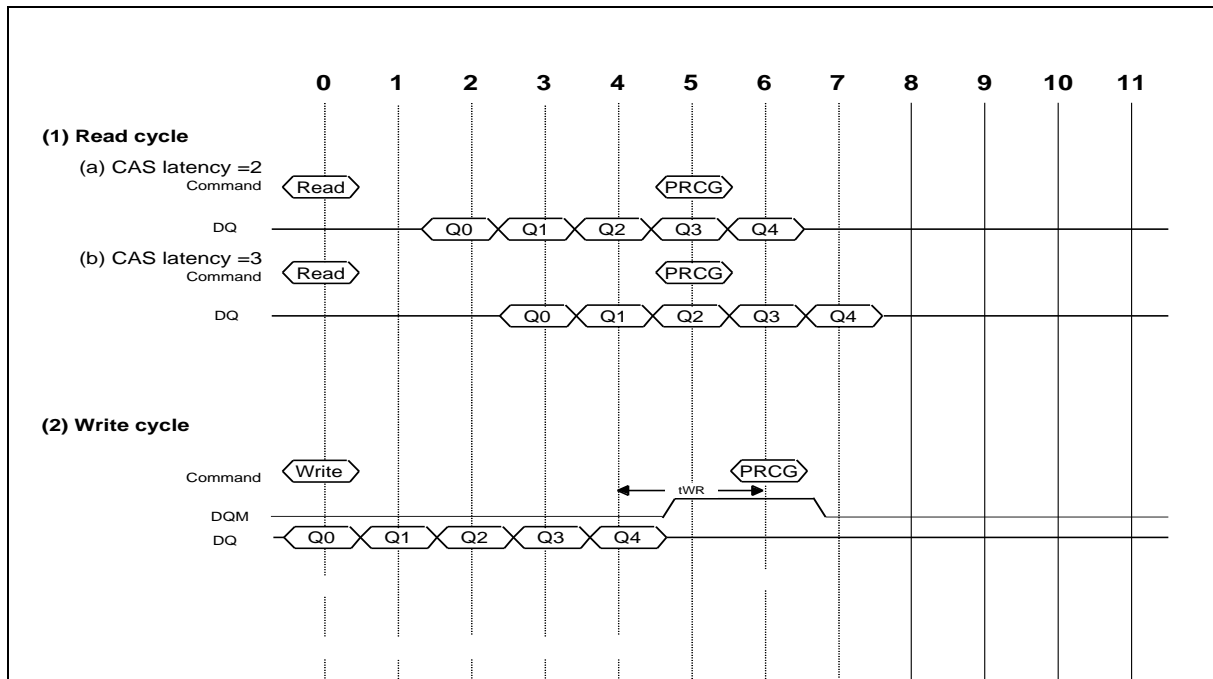 0 1 2 3 4 5 6 7 8 9 10 11
(1) Read cycle
(a) CAS latency =2
Command Read PRCG
DQ Q0 Q1 Q2 Q3 Q4
(b) CAS latency =3
Command Read PRCG
DQ Q0 Q1 Q2 Q3 Q4
(2) Write cycle
Command Write PRCG
tWR
DQM
DQ Q0 Q1 Q2 Q3 Q4